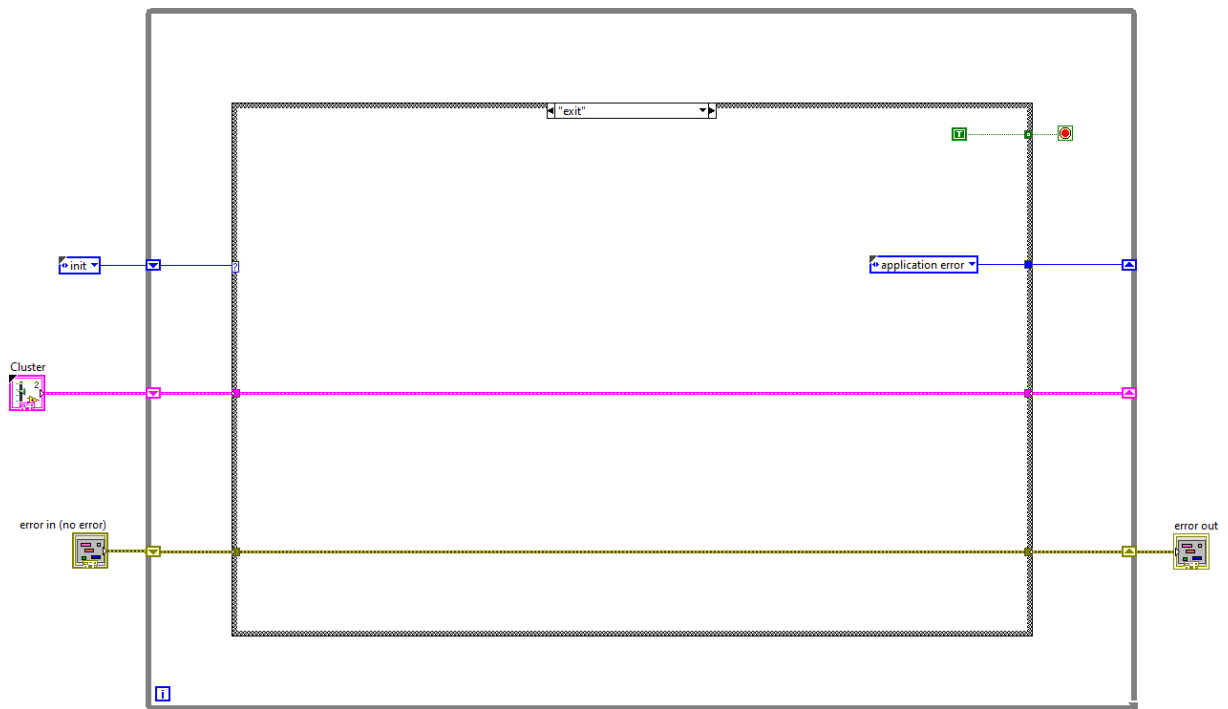 "exit"
T
init
?
application error
Cluster
2
error in (no error)
error out
i